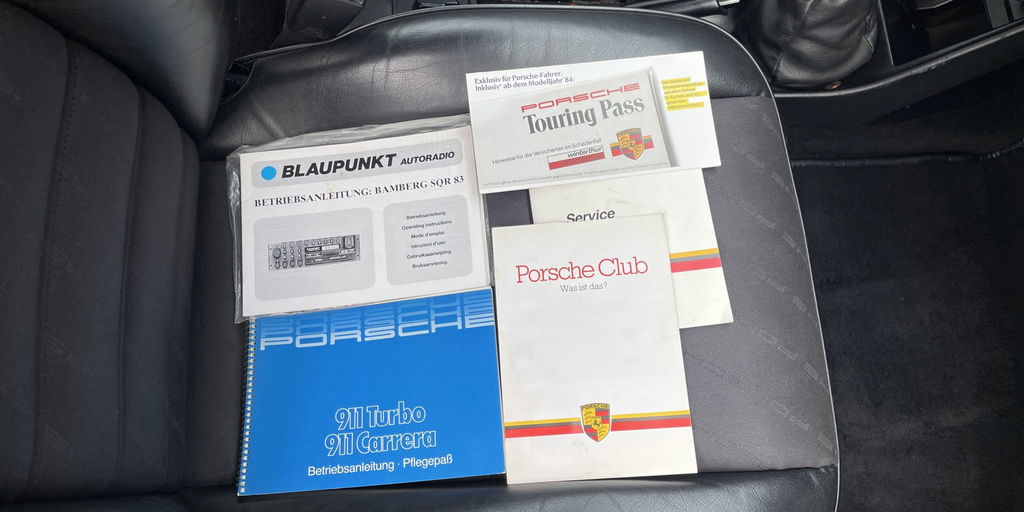 Exklusiv für Porsche-Fahrer.
Inklusiv* ab dem Modelljahr '84:
PORSCHE
Touring Pass
Hinweise für die Versicherten im Schadenfall
winterthur
BLAUPUNKT AUTORADIO
BETRIEBSANLEITUNG: BAMBERG SQR 83
Betriebsanleitung
Operating instructions
Mode d'emploi
Istruzioni d'uso
Gebruiksaanwijzing
Bruksanvisning
Service
Porsche Club
Was ist das?
PORSCHE
PORSCHE
911 Turbo
911 Carrera
Betriebsanleitung · Pflegepaß